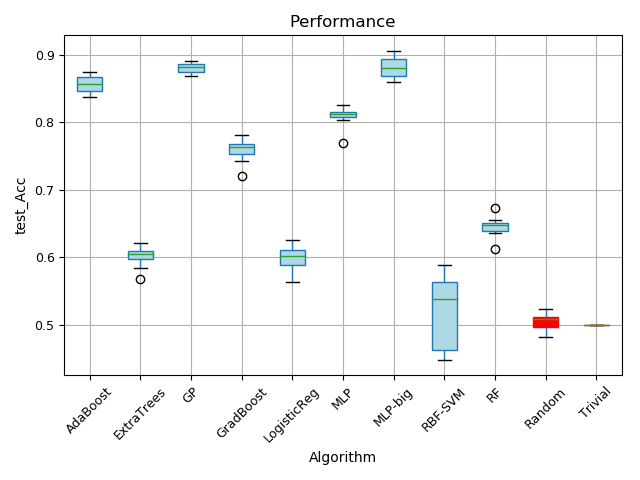 Performance
test_Acc
0.9
0.8
0.7
0.6
0.5
AdaBoost
ExtraTrees
GP
GradBoost
LogisticReg
MLP
MLP-big
RBF-SVM
RF
Random
Trivial
Algorithm